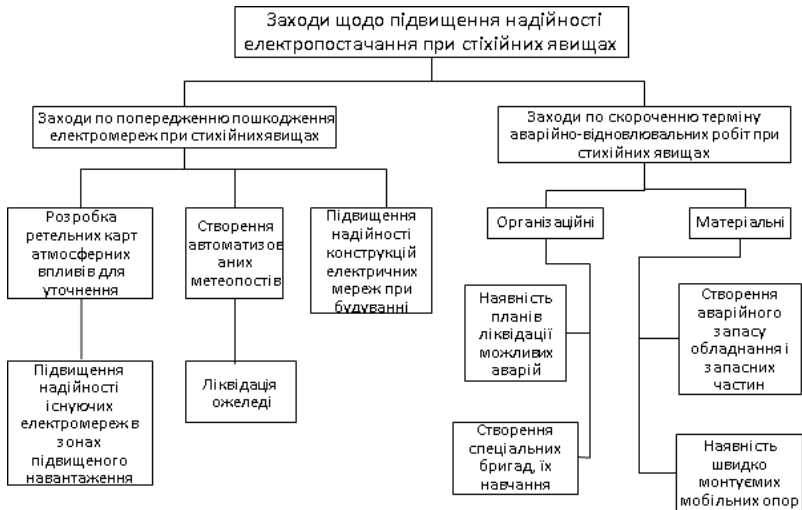 Заходи щодо підвищення надійності
електропостачання при стіхійних явищах
Заходи по попередженню пошкодження
електромереж при стихійних явищах
Заходи по скороченню терміну
аварійно-відновлювальних робіт при
стихійних явищах
Розробка
ретельних карт
атмосферних
впливів для
уточнення
Створення
автоматизов
аних
метеопостів
Підвищення
надійності
конструкцій
електричних
мереж при
будуванні
Організаційні
Матеріальні
Наявність
планів
ліквідації
можливих
аварій
Створення
аварійного
запасу
обладнання і
запасних
частин
Підвищення
надійності
існуючих
електромереж в
зонах
підвищеного
навантаження
Ліквідація
ожеледі
Створення
спеціальних
бригад, їх
навчання
Наявність
швидко
монтуємих
мобільних опор